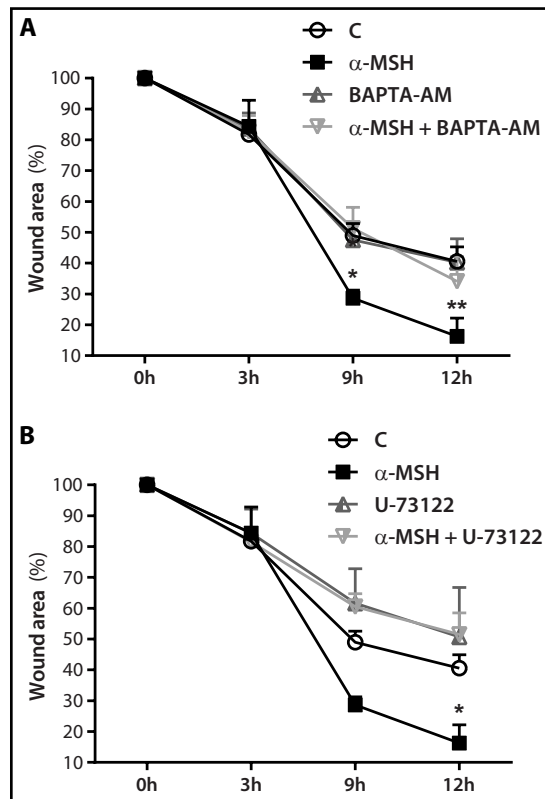 A
C
α-MSH
BAPTA-AM
α-MSH + BAPTA-AM
Wound area (%)
100
90
80
70
60
50
40
30
20
10
*
**
0h 3h 9h 12h
B
C
α-MSH
U-73122
α-MSH + U-73122
Wound area (%)
100
90
80
70
60
50
40
30
20
10
*
0h 3h 9h 12h